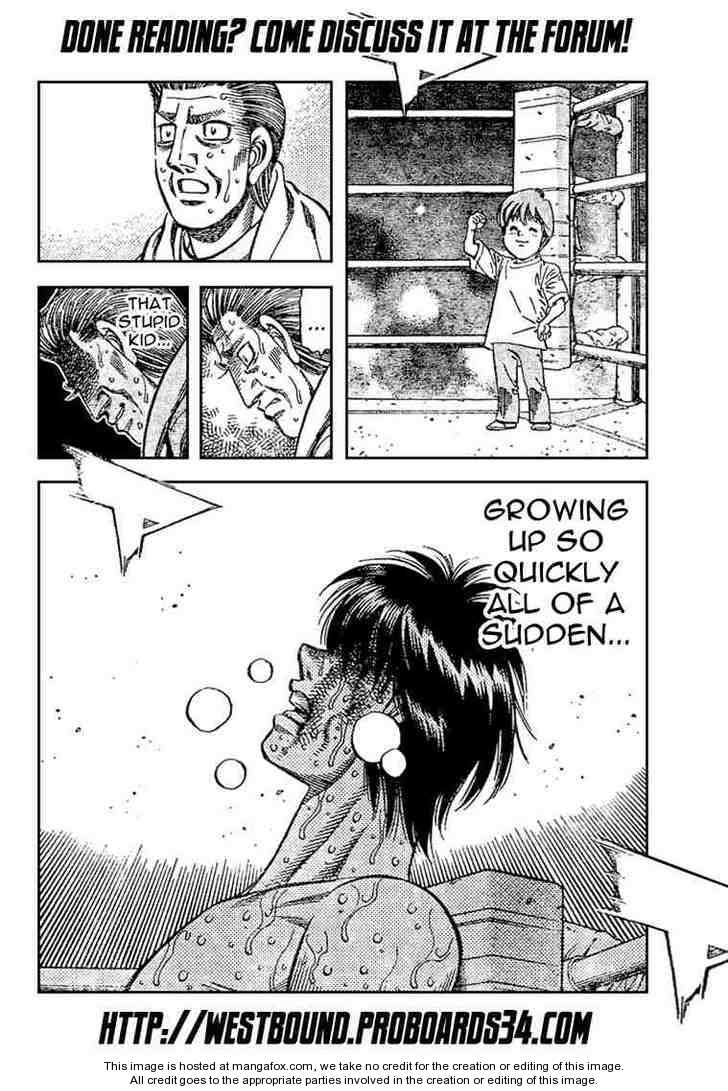 DONE READING? COME DISCUSS IT AT THE FORUM!
THAT
STUPID
KID...
...
GROWING
UP SO
QUICKLY
ALL OF A
SUDDEN...
HTTP://WESTBOUND.PROBOARDS34.COM
This image is hosted at mangafox.com, we take no credit for the creation or editing of this image.
All credit goes to the appropriate parties involved in the creation or editing of this image.